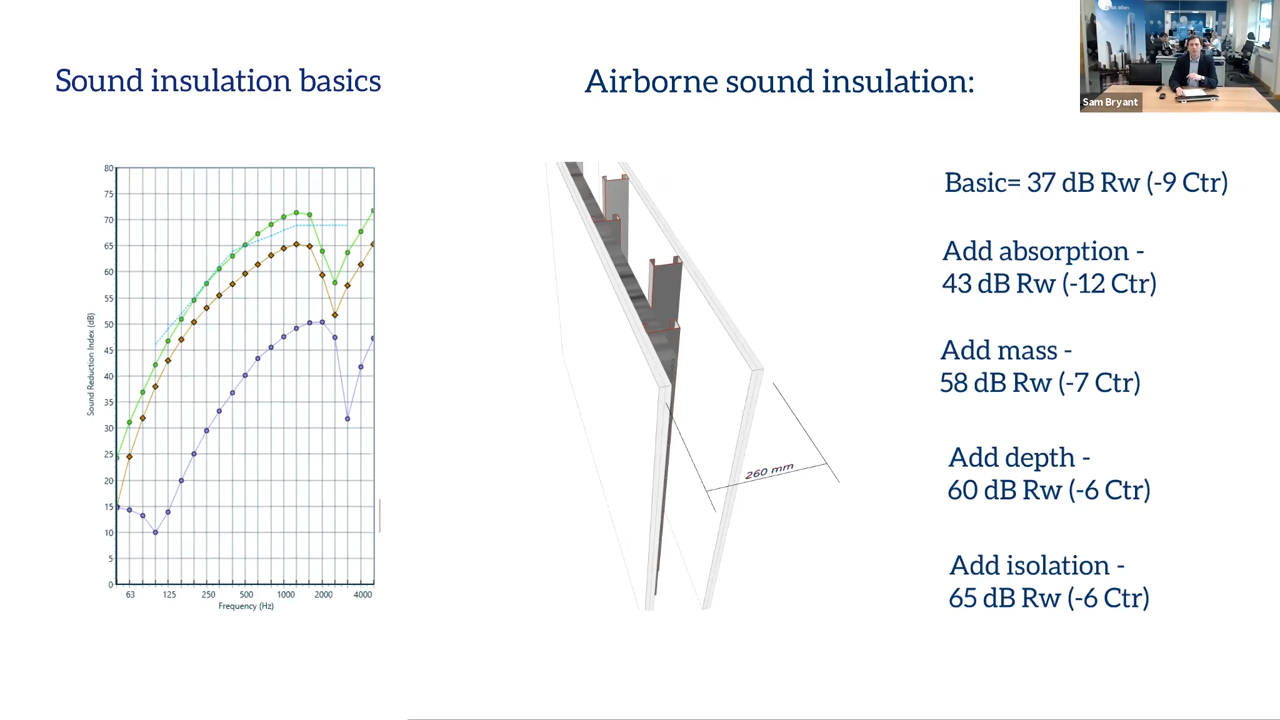 Sound insulation basics
Airborne sound insulation:
Sam Bryant
Basic= 37 dB Rw (-9 Ctr)
Add absorption -
43 dB Rw (-12 Ctr)
Add mass -
58 dB Rw (-7 Ctr)
Add depth -
60 dB Rw (-6 Ctr)
Add isolation -
65 dB Rw (-6 Ctr)
Sound Reduction Index (dB)
80
75
70
65
60
55
50
45
40
35
30
25
20
15
10
5
0
63 125 250 500 1000 2000 4000
Frequency (Hz)
260 mm